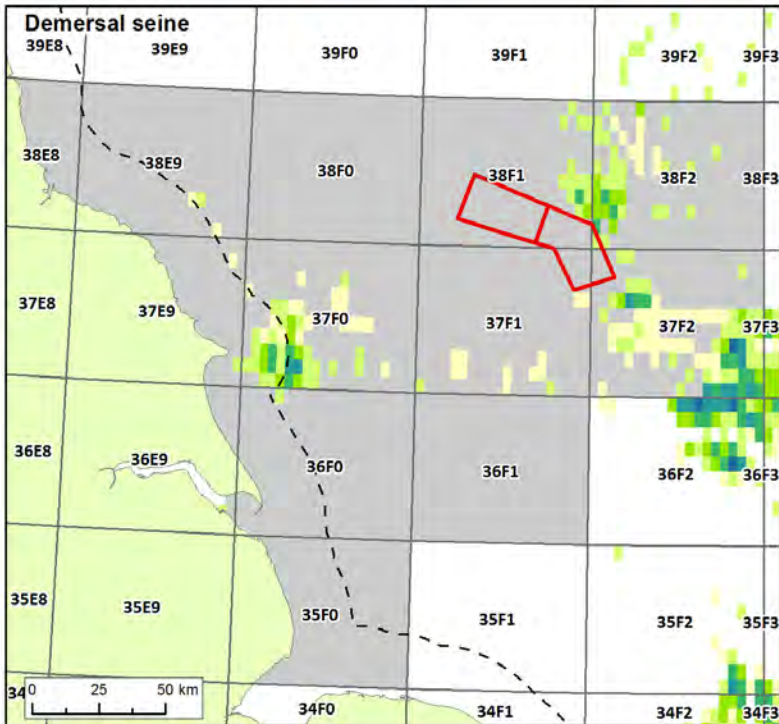 Demersal seine
39E8
39E9
39F0
39F1
39F2
39F3
38E8
38E9
38F0
38F1
38F2
38F3
37E8
37E9
37F0
37F1
37F2
37F3
36E8
36E9
36F0
36F1
36F2
36F3
35E8
35E9
35F0
35F1
35F2
35F3
34
34F0
34F1
34F2
34F3
0 25 50 km